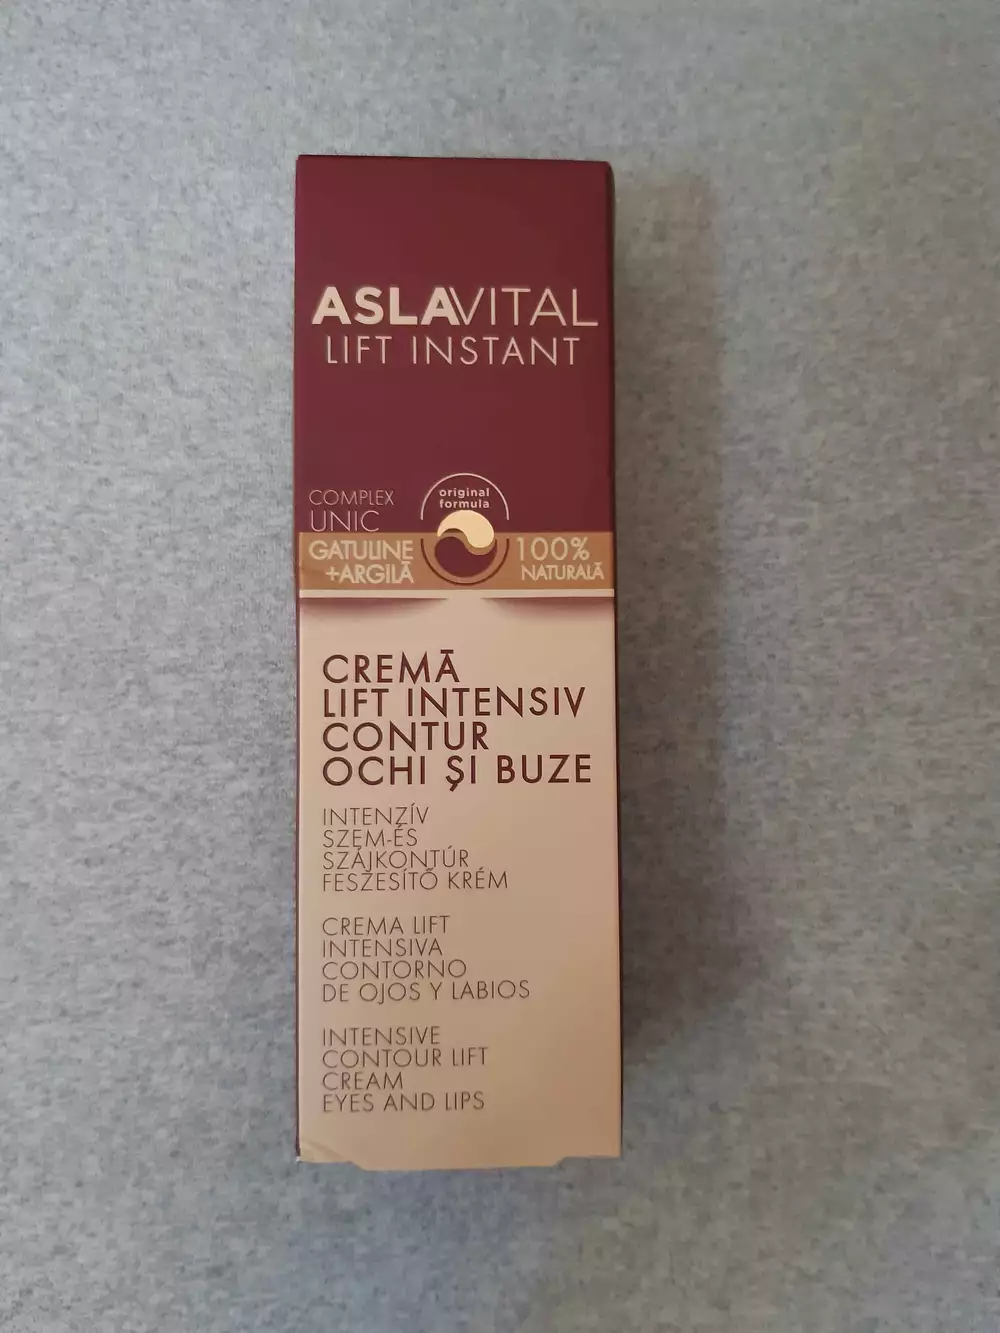 ASLAVITAL
LIFT INSTANT
COMPLEX
UNIC
original
formula
GATULINE
+ARGILĂ
100%
NATURALĂ
CREMĂ
LIFT INTENSIV
CONTUR
OCHI ȘI BUZE
INTENZÍV
SZEM-ÉS
SZÁJKONTÚR
FESZESÍTŐ KRÉM
CREMA LIFT
INTENSIVA
CONTORNO
DE OJOS Y LABIOS
INTENSIVE
CONTOUR LIFT
CREAM
EYES AND LIPS